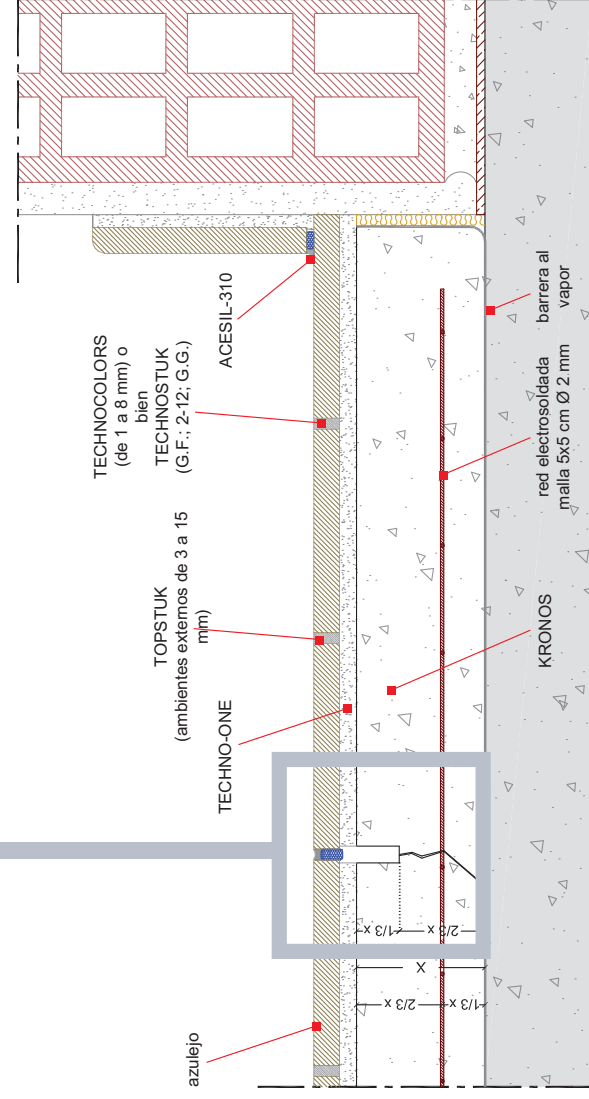 TECHNOCOLORS
(de 1 a 8 mm) o
bien
TECHNOSTUK
(G.F.; 2-12; G.G.)
ACESIL-310
TOPSTUK
(ambientes externos de 3 a 15
mm)
TECHNO-ONE
azulejo
1/3 x
2/3 x
X
2/3 x
1/3 x
KRONOS
red electrosoldada
malla 5x5 cm Ø 2 mm
barrera al
vapor